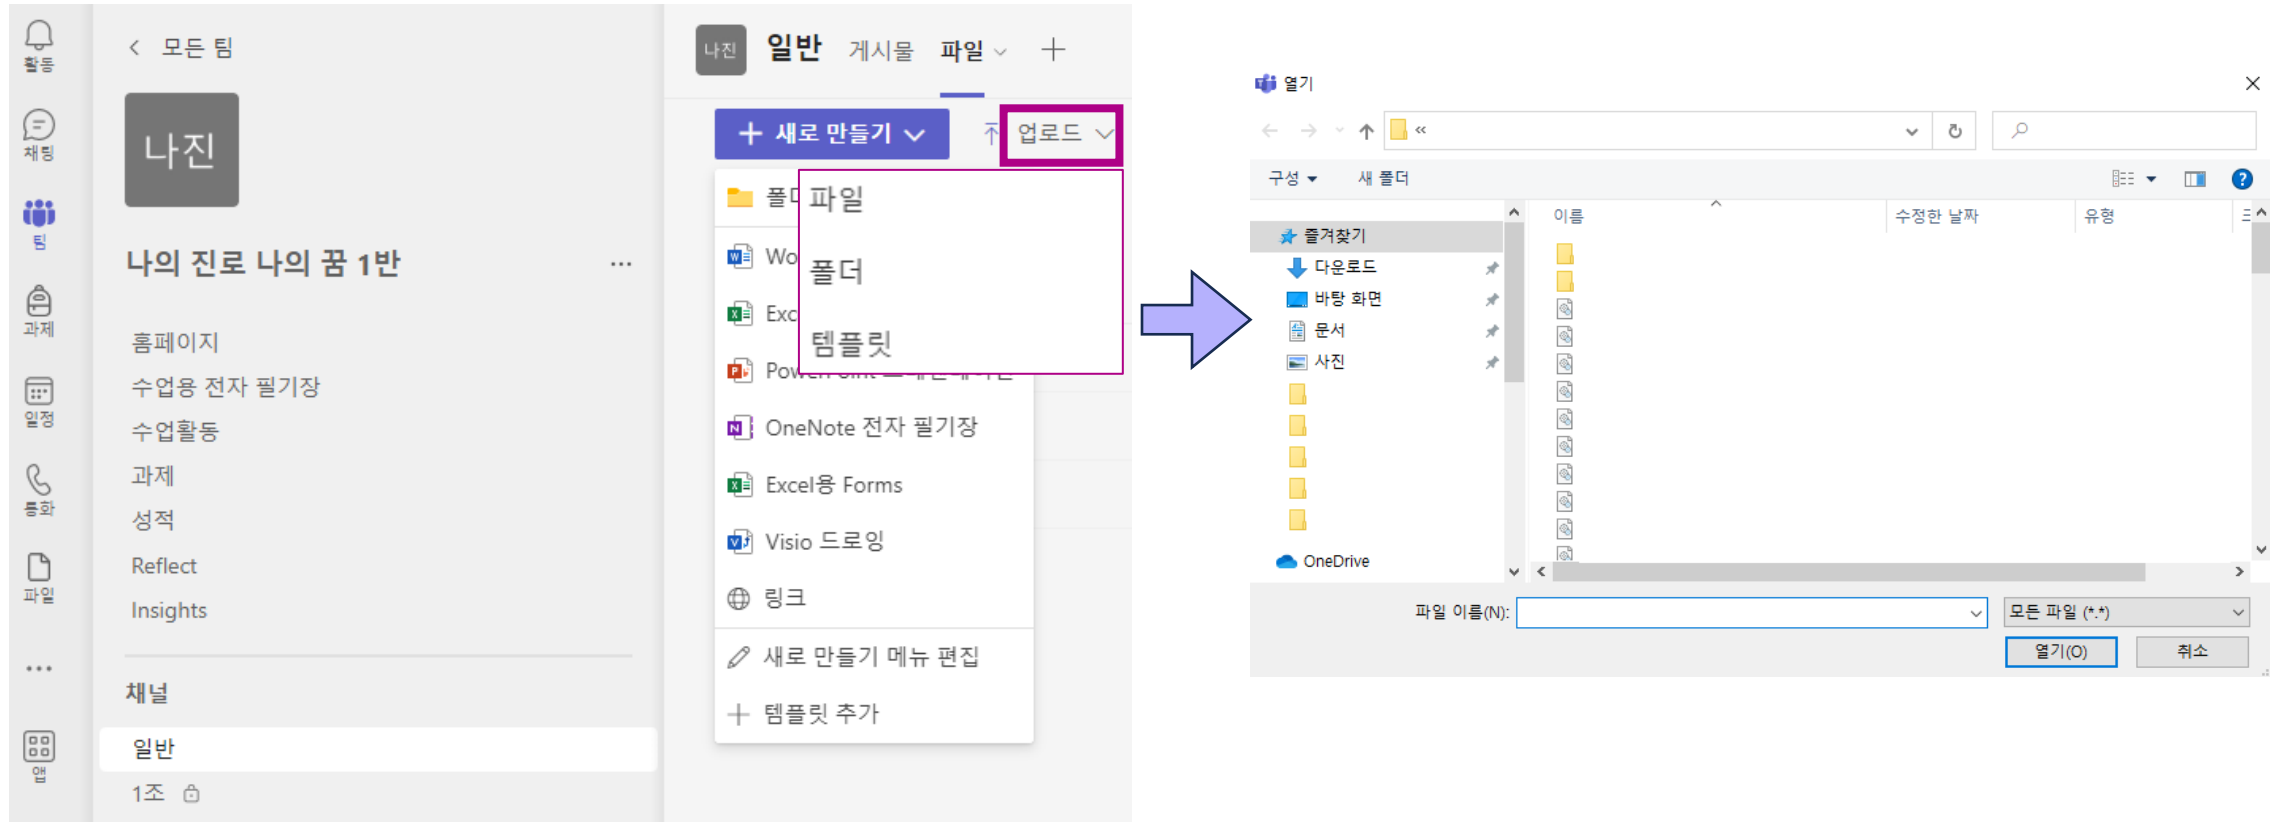 활동
채팅
팀
과제
일정
통화
파일
앱
모든 팀
나진
나의 진로 나의 꿈 1반
홈페이지
수업용 전자 필기장
수업활동
과제
성적
Reflect
Insights
채널
일반
1조
나진 일반 게시물 파일
새로 만들기 업로드
파일
폴더
템플릿
OneNote 전자 필기장
Excel용 Forms
Visio 드로잉
링크
새로 만들기 메뉴 편집
템플릿 추가
열기
구성 새 폴더
이름 수정한 날짜 유형
즐겨찾기
다운로드
바탕 화면
문서
사진
OneDrive
파일 이름(N): 모든 파일 (*.*)
열기(O) 취소